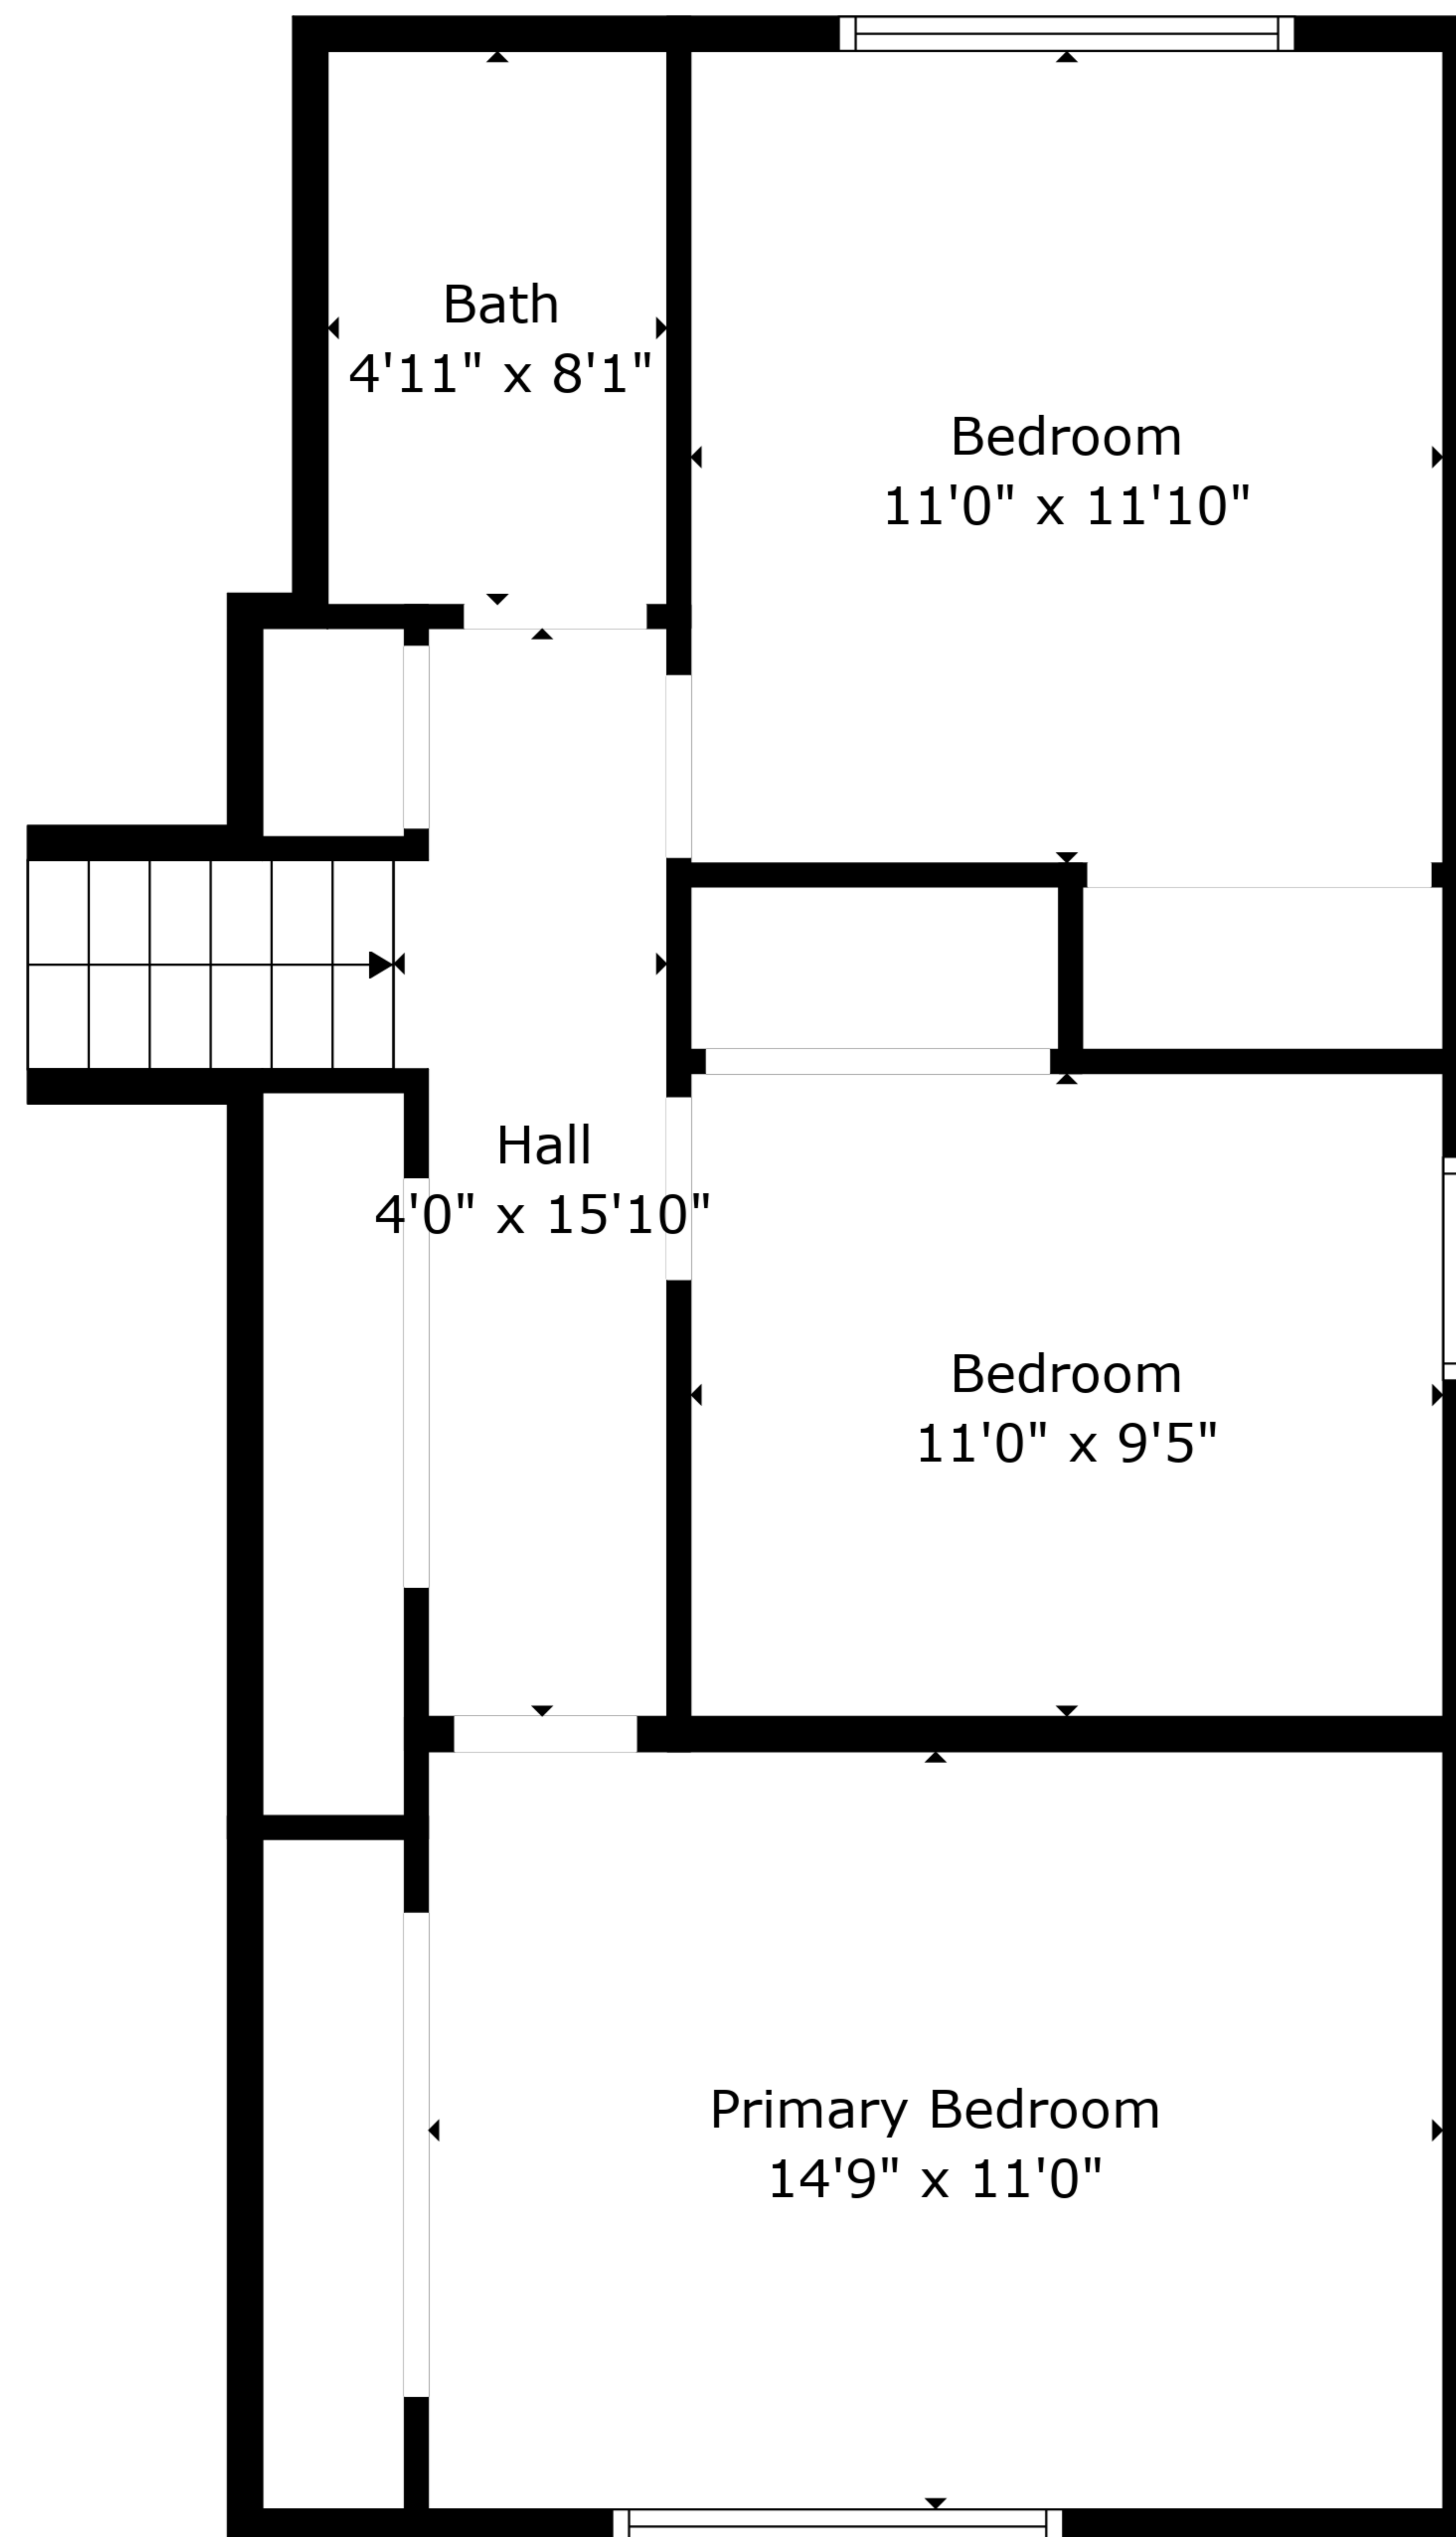 Bath
4'11" x 8'1"
Bedroom
11'0" x 11'10"
Hall
4'0" x 15'10"
Bedroom
11'0" x 9'5"
Primary Bedroom
14'9" x 11'0"